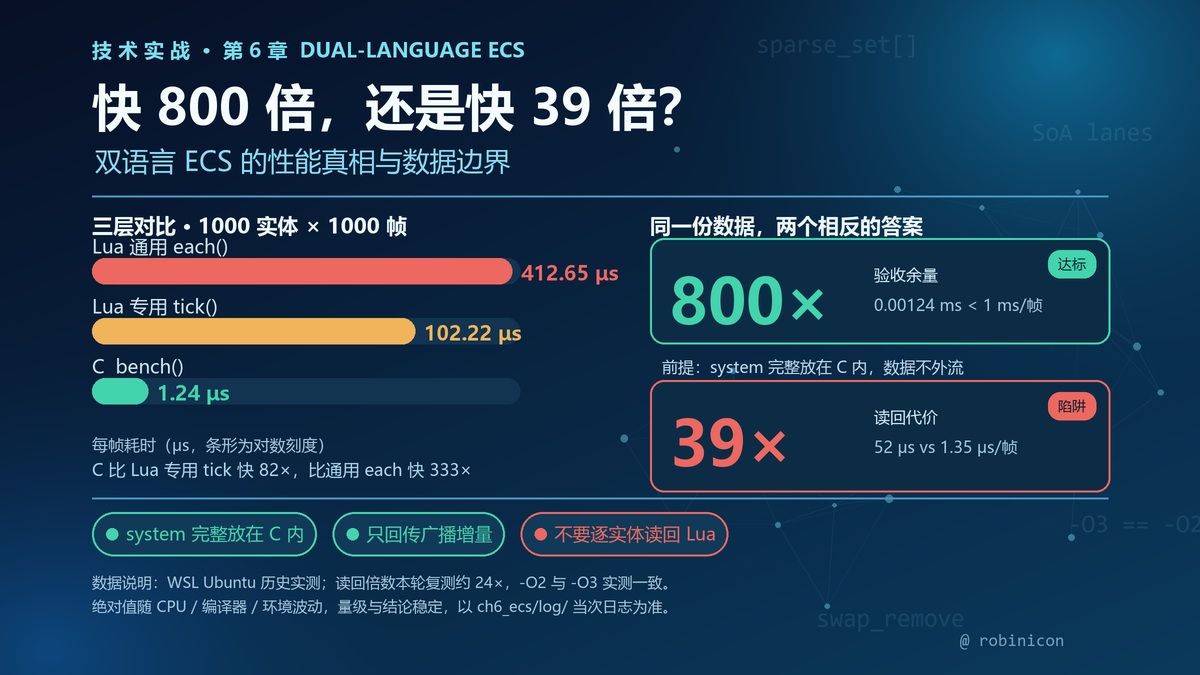 技术实战 • 第 6 章 DUAL-LANGUAGE ECS
快 800 倍，还是快 39 倍？
双语言 ECS 的性能真相与数据边界
sparse_set[]
SoA lanes
三层对比 • 1000 实体 × 1000 帧
Lua 通用 each()
412.65 μs
Lua 专用 tick()
102.22 μs
C bench()
1.24 μs
每帧耗时（μs，条形为对数刻度）
C 比 Lua 专用 tick 快 82×，比通用 each 快 333×
同一份数据，两个相反的答案
800×
验收余量
0.00124 ms < 1 ms/帧
达标
前提：system 完整放在 C 内，数据不外流
39×
读回代价
52 μs vs 1.35 μs/帧
陷阱
system 完整放在 C 内
只回传广播增量
不要逐实体读回 Lua
-O3 == -O2
数据说明：WSL Ubuntu 历史实测；读回倍数本轮复测约 24×，-O2 与 -O3 实测一致。
绝对值随 CPU / 编译器 / 环境波动，量级与结论稳定，以 ch6_ecs/log/ 当次日志为准。
swap_remove
@ robinicon